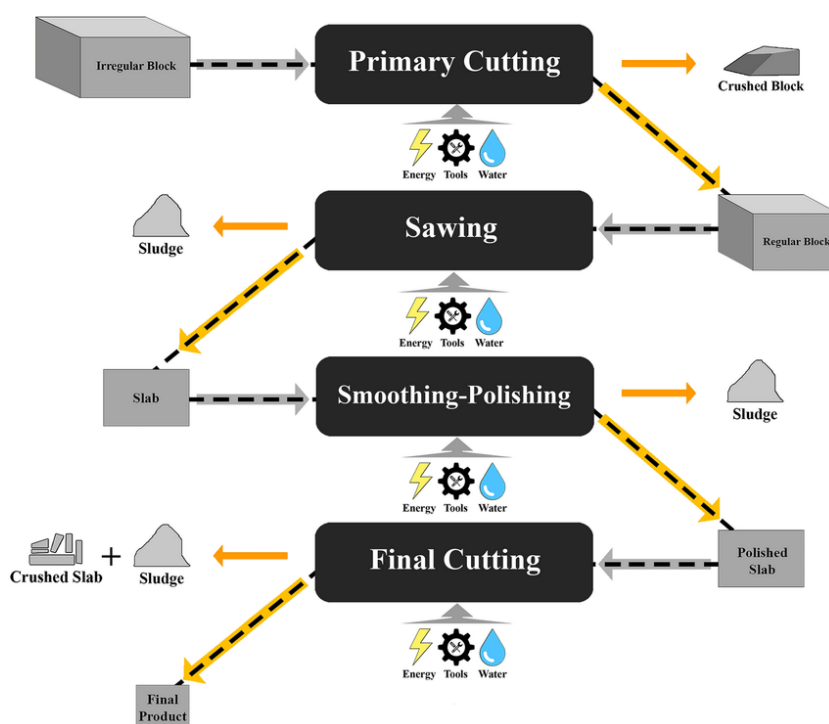 Irregular Block
Primary Cutting
Crushed Block
Energy Tools Water
Sludge
Sawing
Regular Block
Energy Tools Water
Slab
Smoothing-Polishing
Sludge
Energy Tools Water
Crushed Slab
+
Sludge
Final Cutting
Polished
Slab
Energy Tools Water
Final
Product